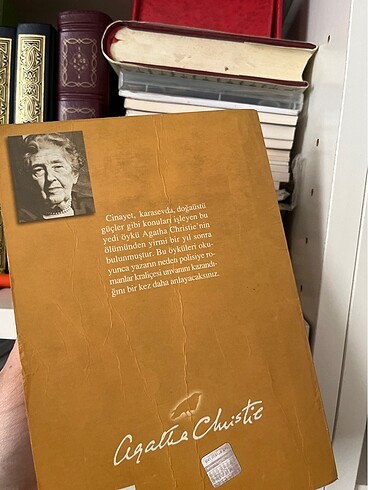 Cinayet, karasevda, doğaüstü
güçler gibi konuları işleyen bu
yedi öykü Agatha Christie'nin
ölümünden yirmi bir yıl sonra
bulunmuştur. Bu öyküleri oku-
yunca yazarın neden polisiye ro-
manlar kraliçesi unvanını kazandı-
ğını bir kez daha anlayacaksınız.
Agatha Christie